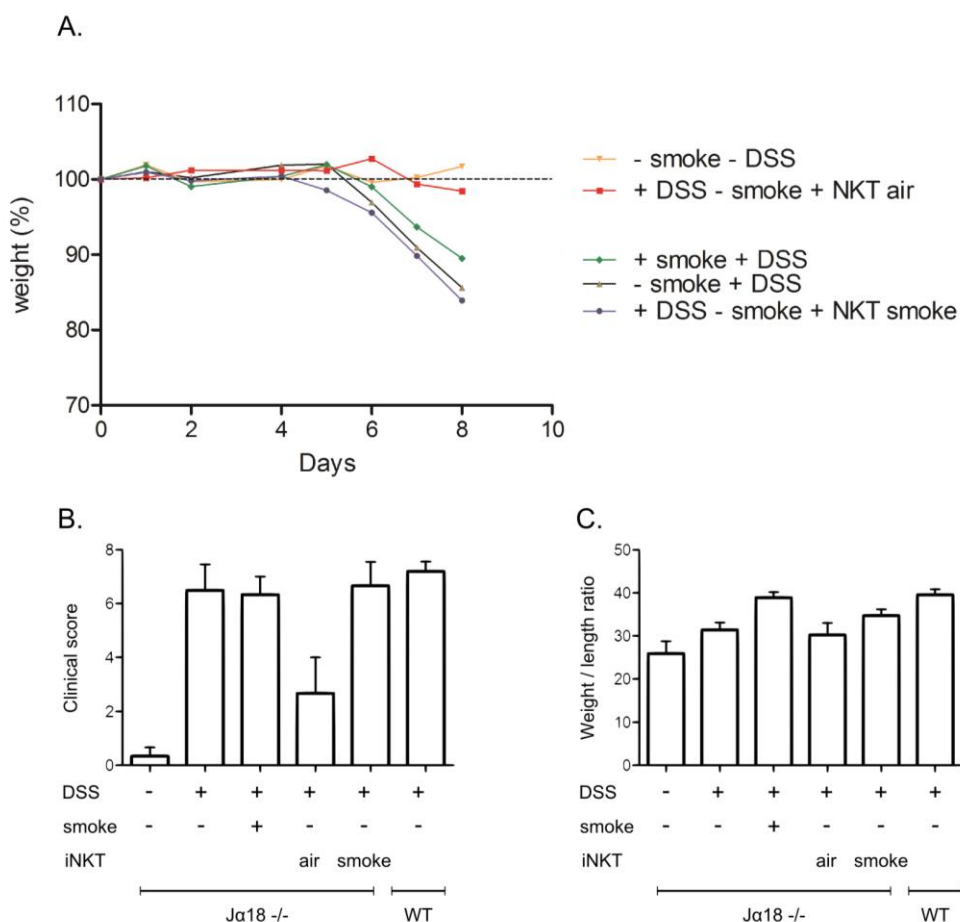 A.
110
100
90
80
70
weight (%)
0 2 4 6 8 10
Days
- smoke - DSS
+ DSS - smoke + NKT air
+ smoke + DSS
- smoke + DSS
+ DSS - smoke + NKT smoke
B.
8
6
4
2
0
Clinical score
DSS - + + + + +
smoke - - + - - -
iNKT air smoke
Jα18 -/- WT
C.
50
40
30
20
10
0
Weight / length ratio
DSS - + + + + +
smoke - - + - - -
iNKT air smoke
Jα18 -/- WT